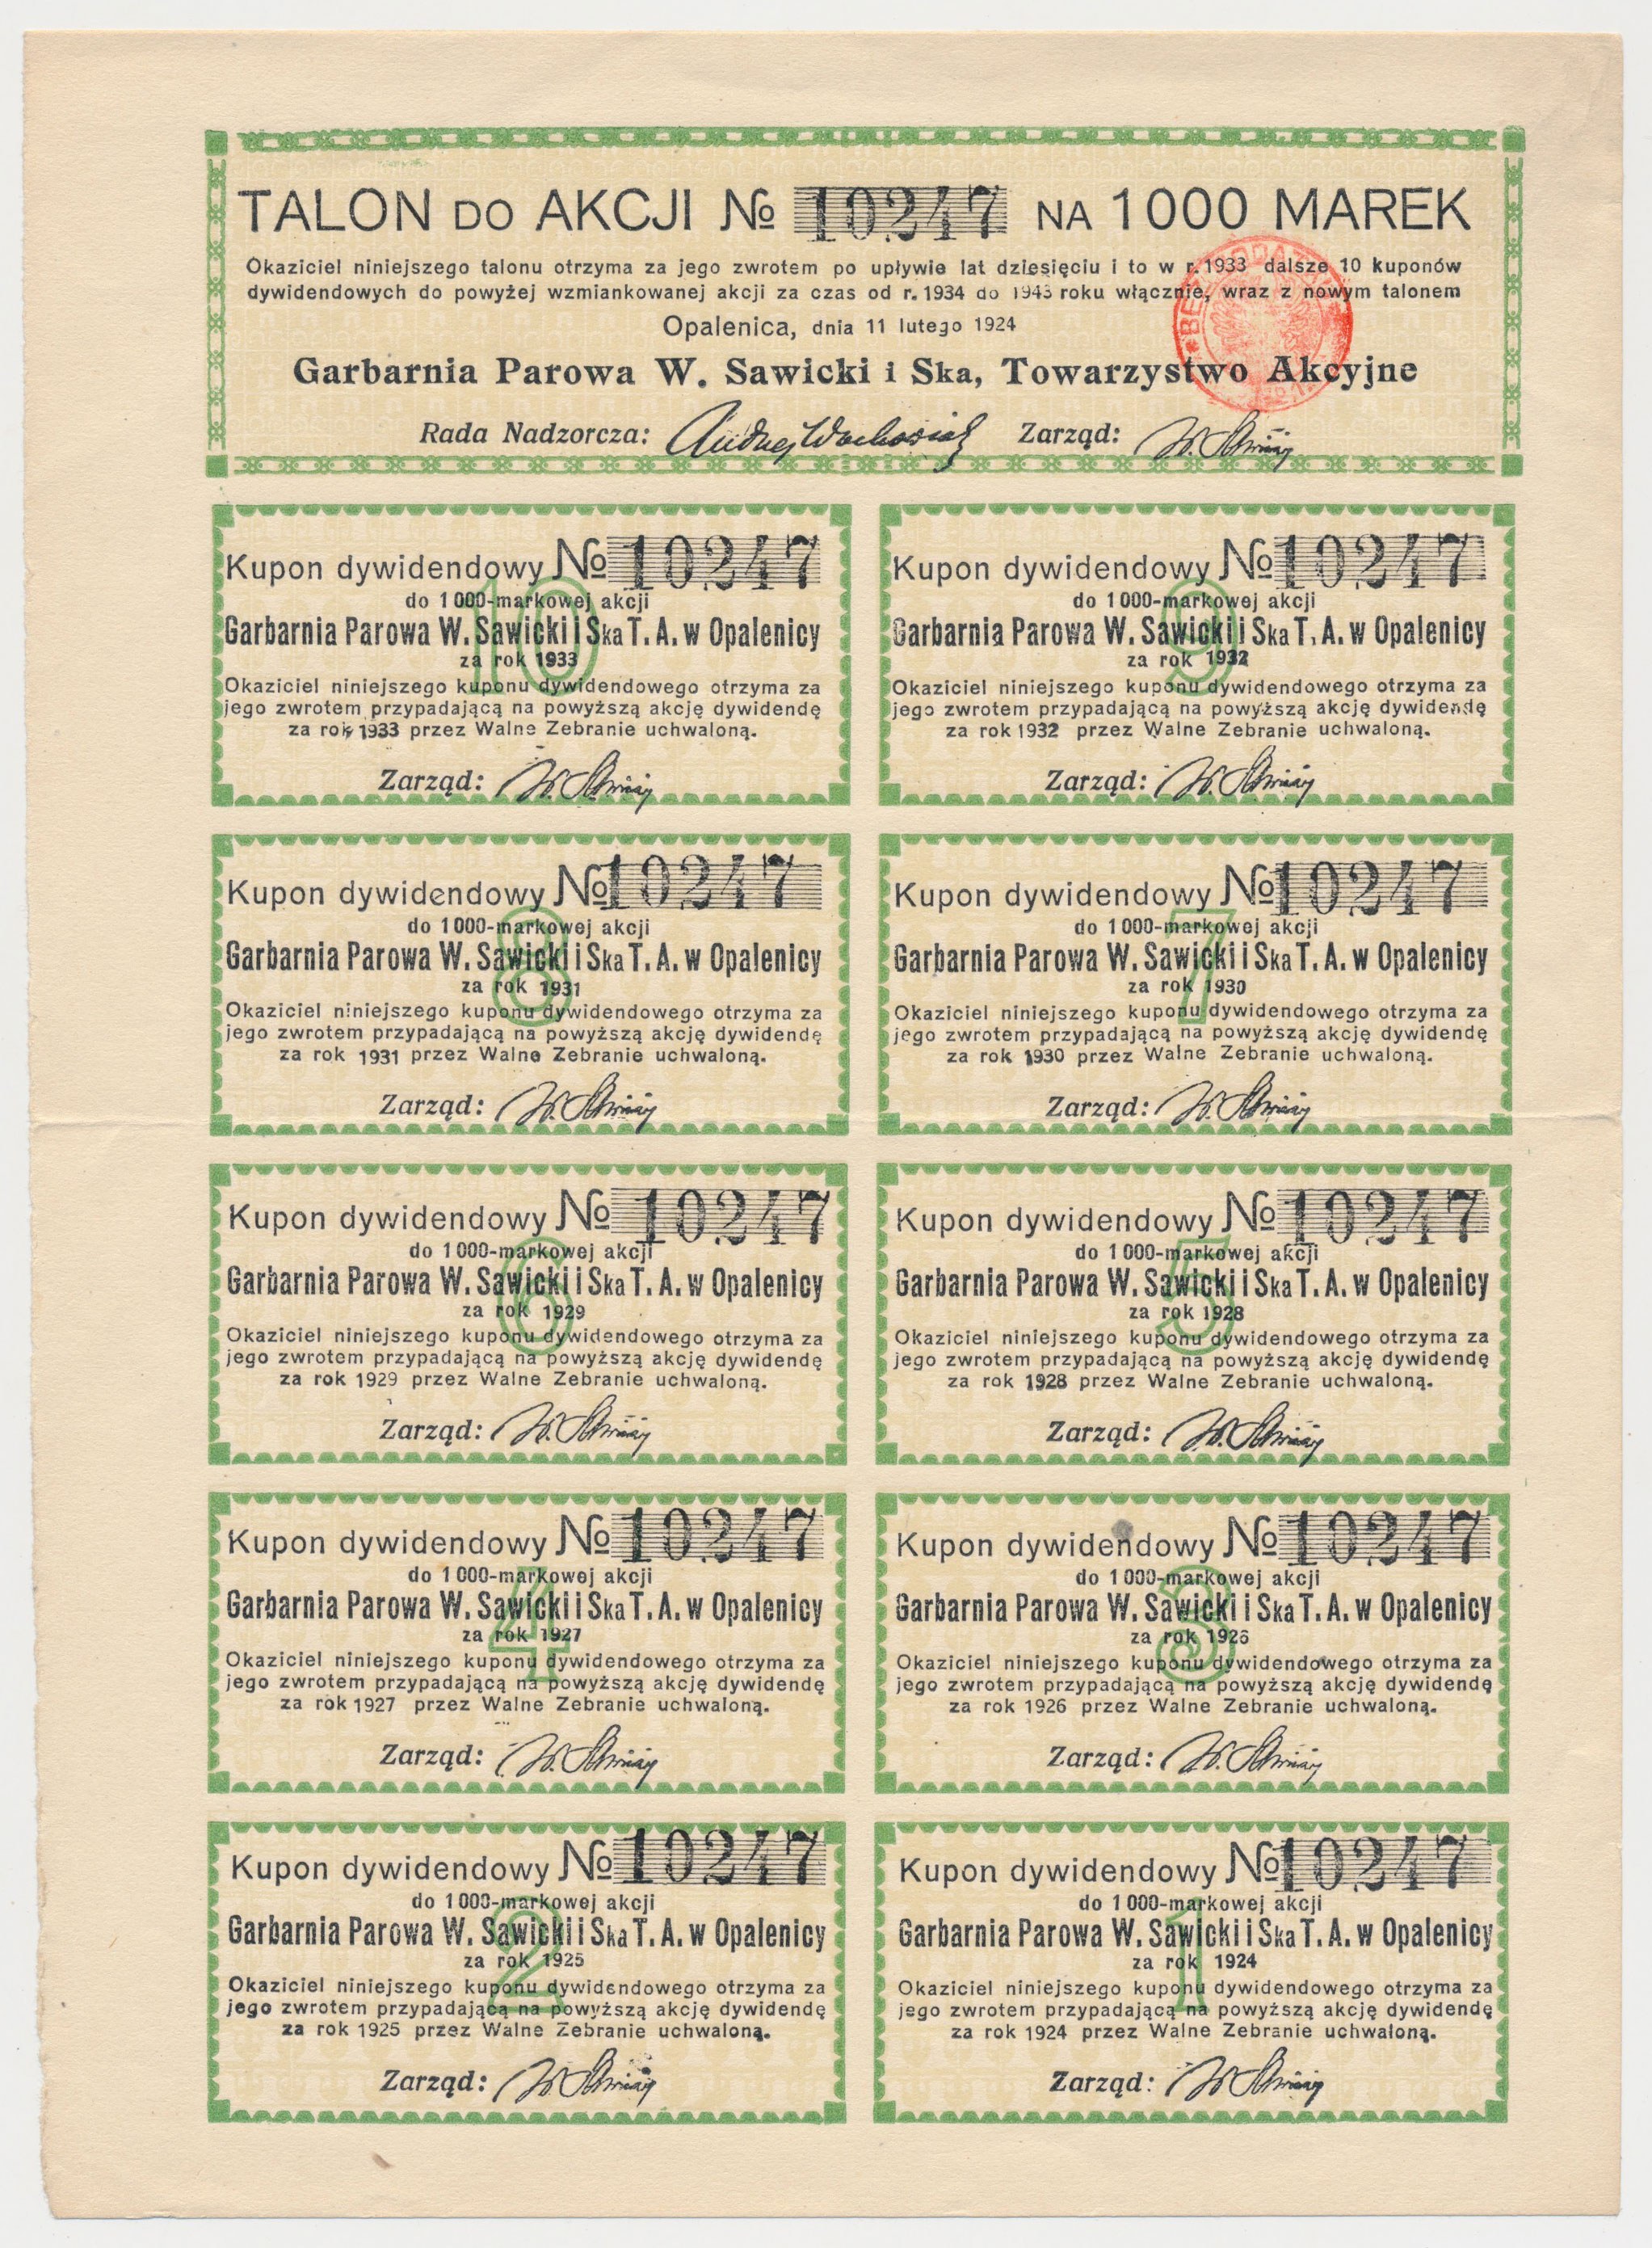 TALON DO AKCJI № 10247 NA 1000 MAREK
Okaziciel niniejszego talonu otrzyma za jego zwrotem po upływie lat dziesięciu i to w r. 1933 dalsze 10 kuponów
dywidendowych do powyżej wzmiankowanej akcji za czas od r. 1934 do 1943 roku włącznie, wraz z nowym talonem
Opalenica, dnia 11 lutego 1924
Garbarnia Parowa W. Sawicki i Ska, Towarzystwo Akcyjne
Rada Nadzorcza: Zarząd:
Kupon dywidendowy № 10247
do 1000-markowej akcji
Garbarnia Parowa W. Sawicki i Ska T. A. w Opalenicy
za rok 1933
10
Okaziciel niniejszego kuponu dywidendowego otrzyma za
jego zwrotem przypadającą na powyższą akcję dywidendę
za rok 1933 przez Walne Zebranie uchwaloną.
Zarząd:
Kupon dywidendowy № 10247
do 1000-markowej akcji
Garbarnia Parowa W. Sawicki i Ska T. A. w Opalenicy
za rok 1932
9
Okaziciel niniejszego kuponu dywidendowego otrzyma za
jego zwrotem przypadającą na powyższą akcję dywidendę
za rok 1932 przez Walne Zebranie uchwaloną.
Zarząd:
Kupon dywidendowy № 10247
do 1000-markowej akcji
Garbarnia Parowa W. Sawicki i Ska T. A. w Opalenicy
za rok 1931
8
Okaziciel niniejszego kuponu dywidendowego otrzyma za
jego zwrotem przypadającą na powyższą akcję dywidendę
za rok 1931 przez Walne Zebranie uchwaloną.
Zarząd:
Kupon dywidendowy № 10247
do 1000-markowej akcji
Garbarnia Parowa W. Sawicki i Ska T. A. w Opalenicy
za rok 1930
7
Okaziciel niniejszego kuponu dywidendowego otrzyma za
jego zwrotem przypadającą na powyższą akcję dywidendę
za rok 1930 przez Walne Zebranie uchwaloną.
Zarząd:
Kupon dywidendowy № 10247
do 1000-markowej akcji
Garbarnia Parowa W. Sawicki i Ska T. A. w Opalenicy
za rok 1929
6
Okaziciel niniejszego kuponu dywidendowego otrzyma za
jego zwrotem przypadającą na powyższą akcję dywidendę
za rok 1929 przez Walne Zebranie uchwaloną.
Zarząd:
Kupon dywidendowy № 10247
do 1000-markowej akcji
Garbarnia Parowa W. Sawicki i Ska T. A. w Opalenicy
za rok 1928
5
Okaziciel niniejszego kuponu dywidendowego otrzyma za
jego zwrotem przypadającą na powyższą akcję dywidendę
za rok 1928 przez Walne Zebranie uchwaloną.
Zarząd:
Kupon dywidendowy № 10247
do 1000-markowej akcji
Garbarnia Parowa W. Sawicki i Ska T. A. w Opalenicy
za rok 1927
4
Okaziciel niniejszego kuponu dywidendowego otrzyma za
jego zwrotem przypadającą na powyższą akcję dywidendę
za rok 1927 przez Walne Zebranie uchwaloną.
Zarząd:
Kupon dywidendowy № 10247
do 1000-markowej akcji
Garbarnia Parowa W. Sawicki i Ska T. A. w Opalenicy
za rok 1926
3
Okaziciel niniejszego kuponu dywidendowego otrzyma za
jego zwrotem przypadającą na powyższą akcję dywidendę
za rok 1926 przez Walne Zebranie uchwaloną.
Zarząd:
Kupon dywidendowy № 10247
do 1000-markowej akcji
Garbarnia Parowa W. Sawicki i Ska T. A. w Opalenicy
za rok 1925
2
Okaziciel niniejszego kuponu dywidendowego otrzyma za
jego zwrotem przypadającą na powyższą akcję dywidendę
za rok 1925 przez Walne Zebranie uchwaloną.
Zarząd:
Kupon dywidendowy № 10247
do 1000-markowej akcji
Garbarnia Parowa W. Sawicki i Ska T. A. w Opalenicy
za rok 1924
1
Okaziciel niniejszego kuponu dywidendowego otrzyma za
jego zwrotem przypadającą na powyższą akcję dywidendę
za rok 1924 przez Walne Zebranie uchwaloną.
Zarząd: